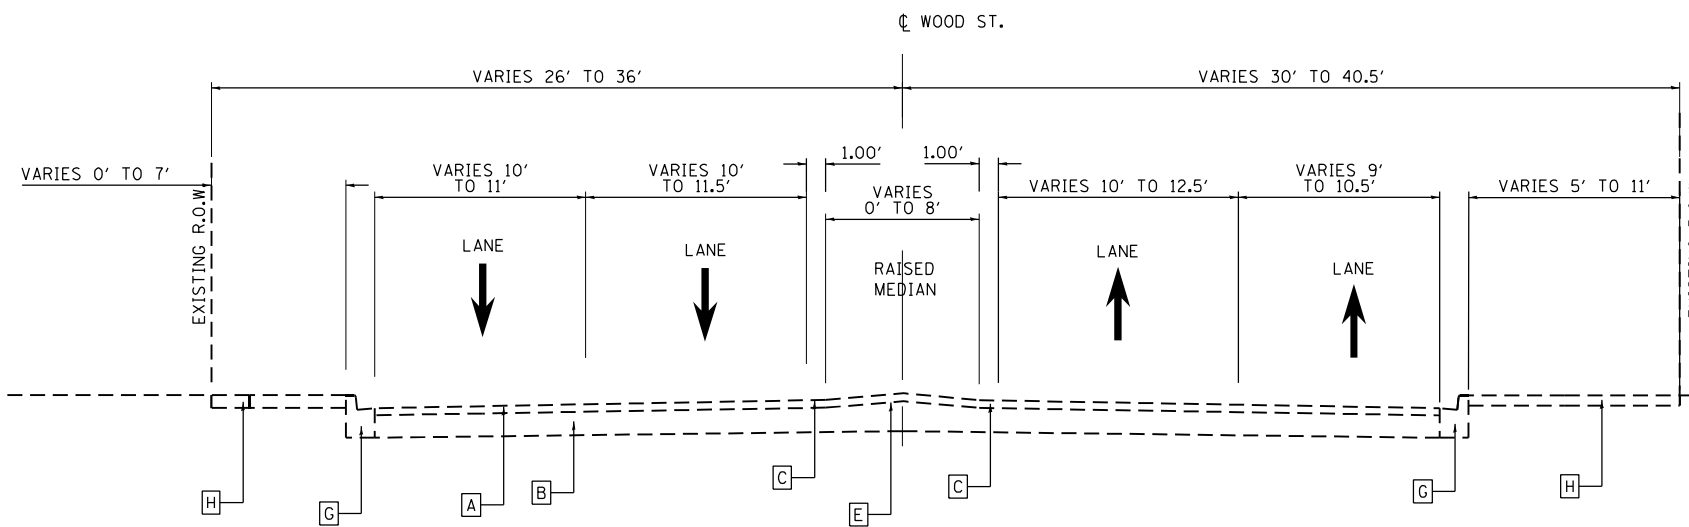 ℄ WOOD ST.
VARIES 26' TO 36'
VARIES 30' TO 40.5'
VARIES 0' TO 7'
VARIES 10'
TO 11'
VARIES 10'
TO 11.5'
1.00'
1.00'
VARIES
0' TO 8'
VARIES 10' TO 12.5'
VARIES 9'
TO 10.5'
VARIES 5' TO 11'
EXISTING R.O.W
LANE
LANE
RAISED
MEDIAN
LANE
LANE
H
G
A
B
C
E
C
G
H